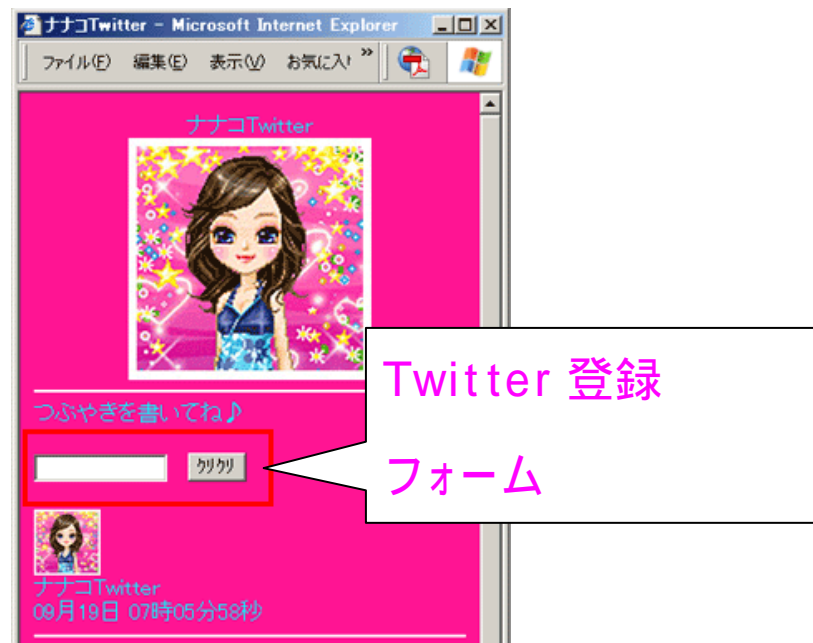 ナナコTwitter - Microsoft Internet Explorer
ファイル(F) 編集(E) 表示(V) お気に入り »
ナナコTwitter
つぶやきを書いてね♪
ｸﾘｸﾘ
Twitter 登録
フォーム
ナナコTwitter
09月19日 07時05分58秒